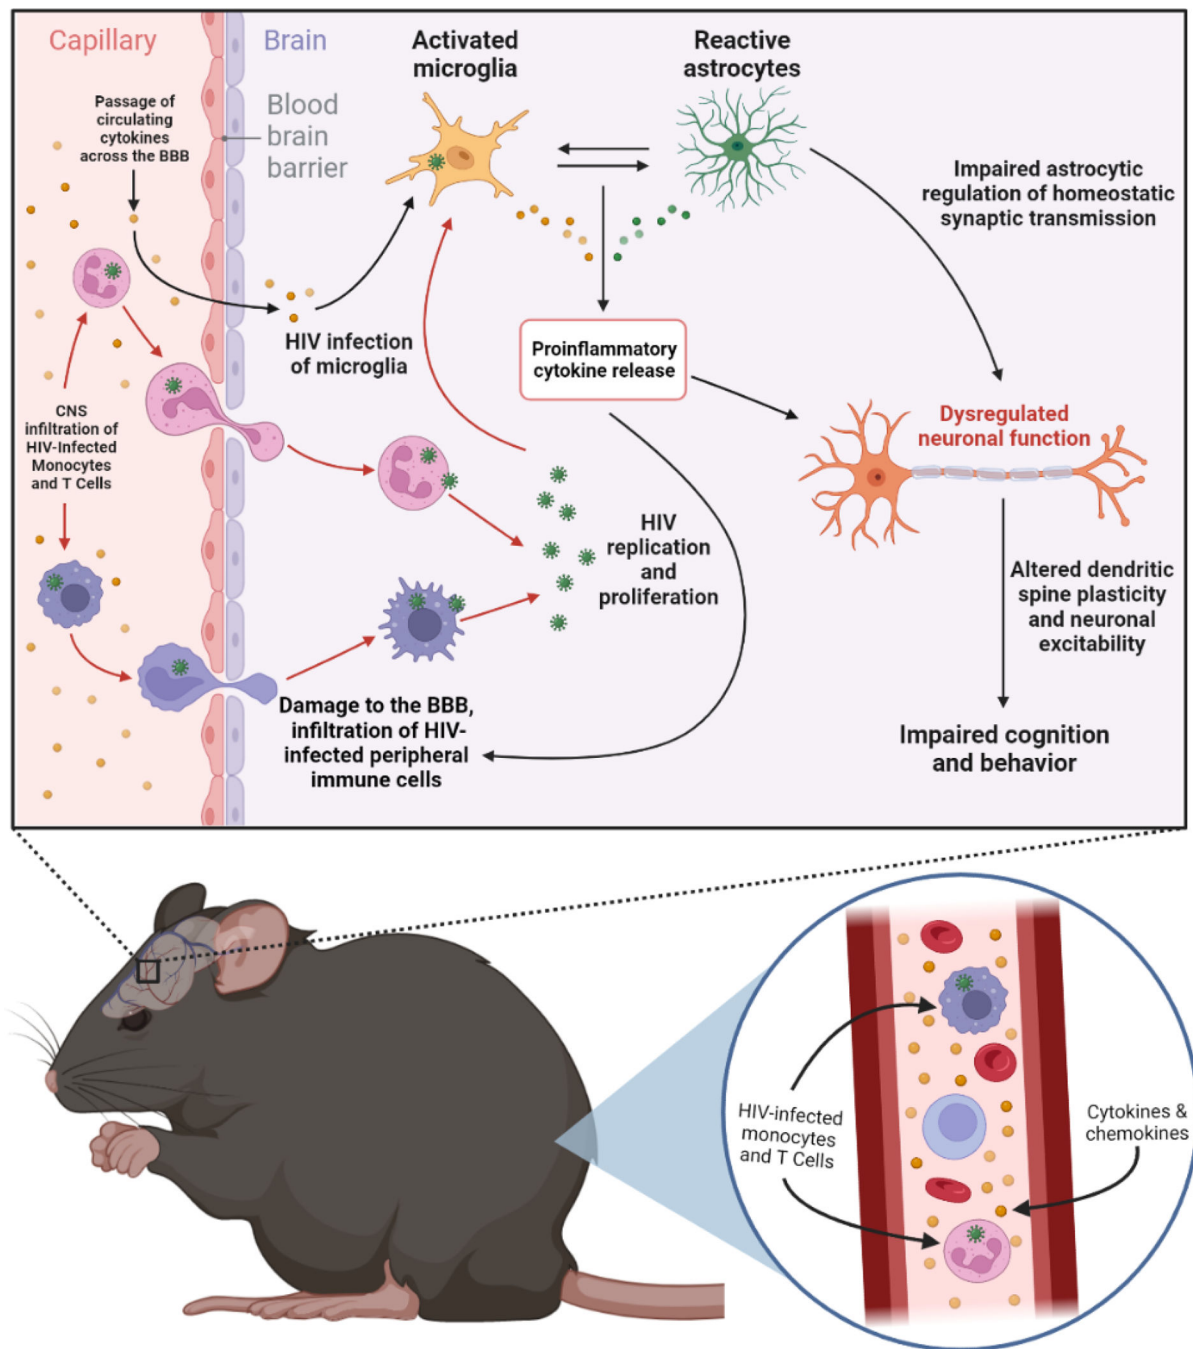 Capillary
Brain
Passage of
circulating
cytokines
across the BBB
Blood
brain
barrier
Activated
microglia
Reactive
astrocytes
Impaired astrocytic
regulation of homeostatic
synaptic transmission
HIV infection
of microglia
Proinflammatory
cytokine release
CNS
infiltration of
HIV-Infected
Monocytes
and T Cells
Dysregulated
neuronal function
HIV
replication
and
proliferation
Altered dendritic
spine plasticity
and neuronal
excitability
Damage to the BBB,
infiltration of HIV-
infected peripheral
immune cells
Impaired cognition
and behavior
HIV-infected
monocytes
and T Cells
Cytokines &
chemokines